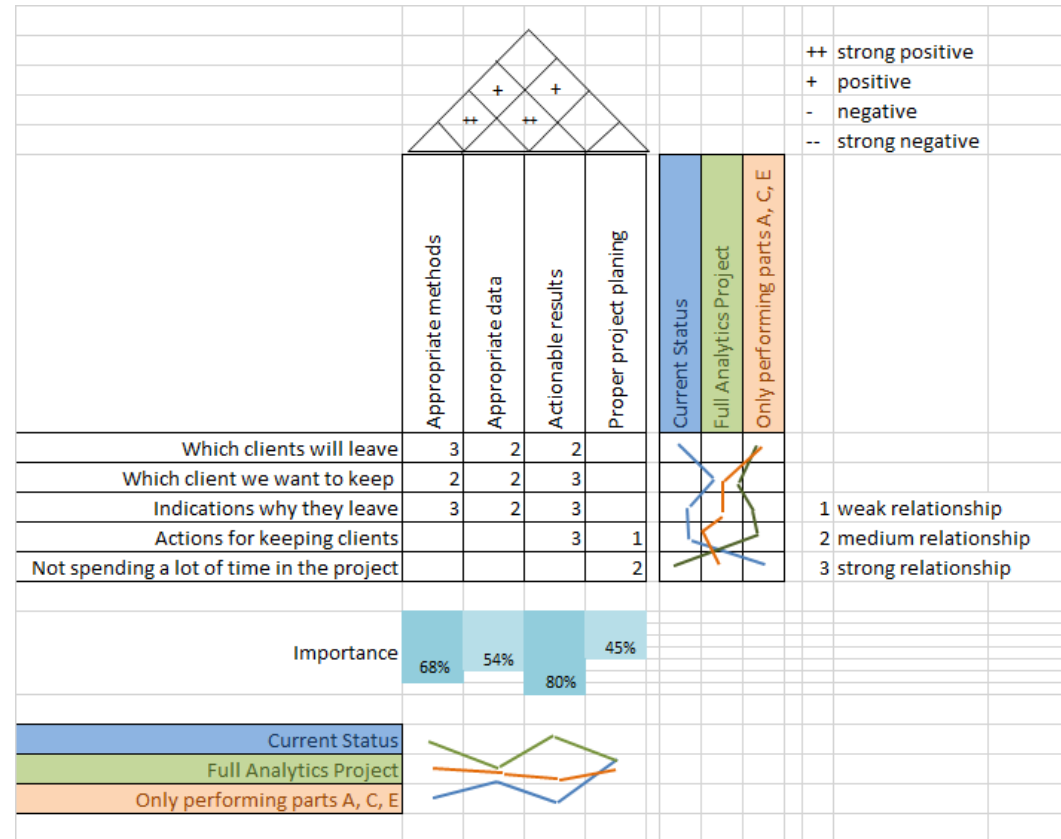 ++ strong positive
+ positive
- negative
-- strong negative
+ +
++ ++
Appropriate methods
Appropriate data
Actionable results
Proper project planing
Current Status
Full Analytics Project
Only performing parts A, C, E
Which clients will leave 3 2 2
Which client we want to keep 2 2 3
Indications why they leave 3 2 3
1 weak relationship
Actions for keeping clients 3 1
2 medium relationship
Not spending a lot of time in the project 2
3 strong relationship
Importance 68% 54% 80% 45%
Current Status
Full Analytics Project
Only performing parts A, C, E